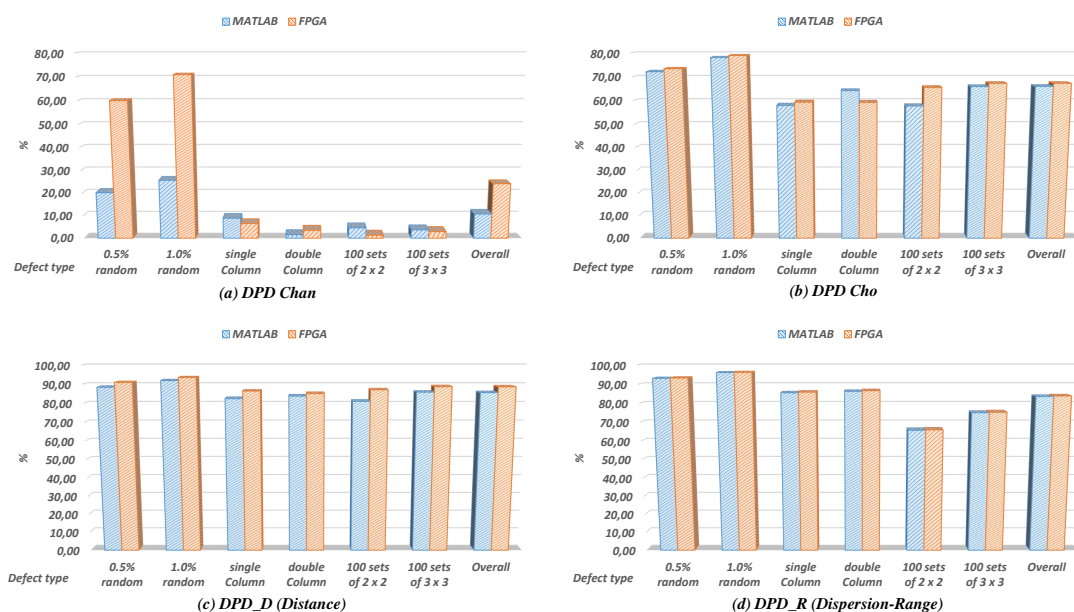 MATLAB FPGA
80,00
70,00
60,00
50,00
40,00
30,00
20,00
10,00
0,00
%
Defect type
0.5% random
1.0% random
single Column
double Column
100 sets of 2 x 2
100 sets of 3 x 3
Overall
(a) DPD Chan
MATLAB FPGA
80,00
70,00
60,00
50,00
40,00
30,00
20,00
10,00
0,00
%
Defect type
0.5% random
1.0% random
single Column
double Column
100 sets of 2 x 2
100 sets of 3 x 3
Overall
(b) DPD Cho
MATLAB FPGA
100,00
90,00
80,00
70,00
60,00
50,00
40,00
30,00
20,00
10,00
0,00
%
Defect type
0.5% random
1.0% random
single Column
double Column
100 sets of 2 x 2
100 sets of 3 x 3
Overall
(c) DPD_D (Distance)
MATLAB FPGA
100,00
90,00
80,00
70,00
60,00
50,00
40,00
30,00
20,00
10,00
0,00
%
Defect type
0.5% random
1.0% random
single Column
double Column
100 sets of 2 x 2
100 sets of 3 x 3
Overall
(d) DPD_R (Dispersion-Range)